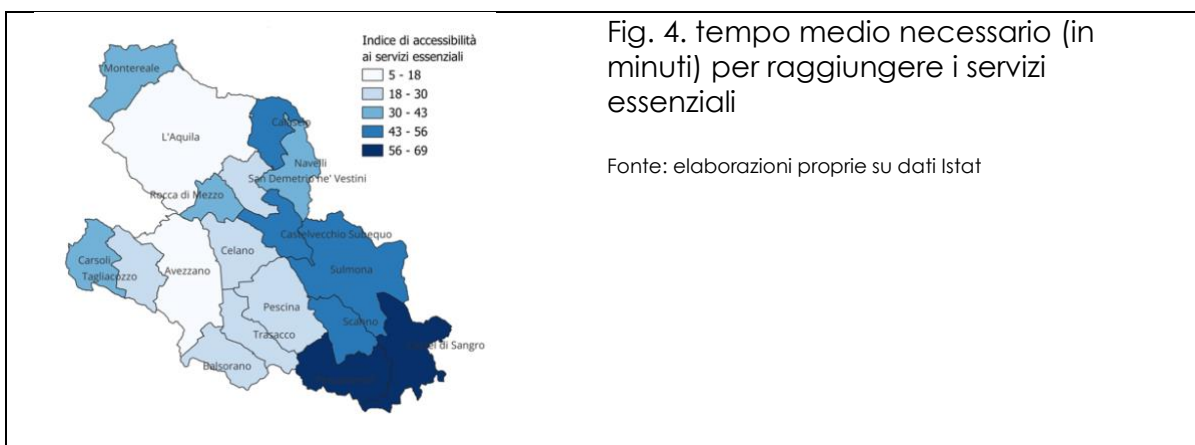 Indice di accessibilità
ai servizi essenziali
5 - 18
18 - 30
30 - 43
43 - 56
56 - 69
Montereale
L'Aquila
Navelli
San Demetrio ne' Vestini
Rocca di Mezzo
Castelvecchio Subequo
Celano
Carsoli
Tagliacozzo
Avezzano
Sulmona
Pescina
Scanno
Trasacco
di Sangro
Balsorano
Fig. 4. tempo medio necessario (in
minuti) per raggiungere i servizi
essenziali
Fonte: elaborazioni proprie su dati Istat